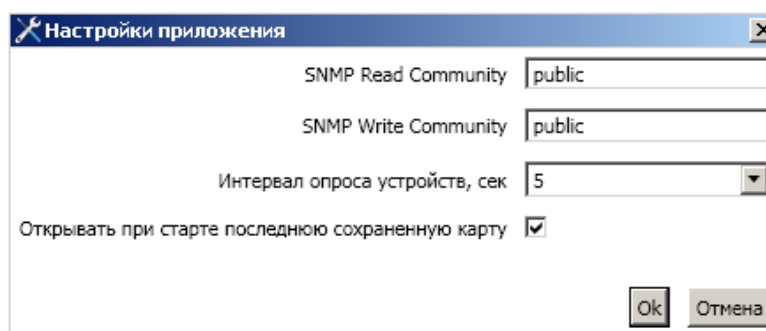 Настройки приложения
SNMP Read Community public
SNMP Write Community public
Интервал опроса устройств, сек 5
Открывать при старте последнюю сохраненную карту
Ok Отмена